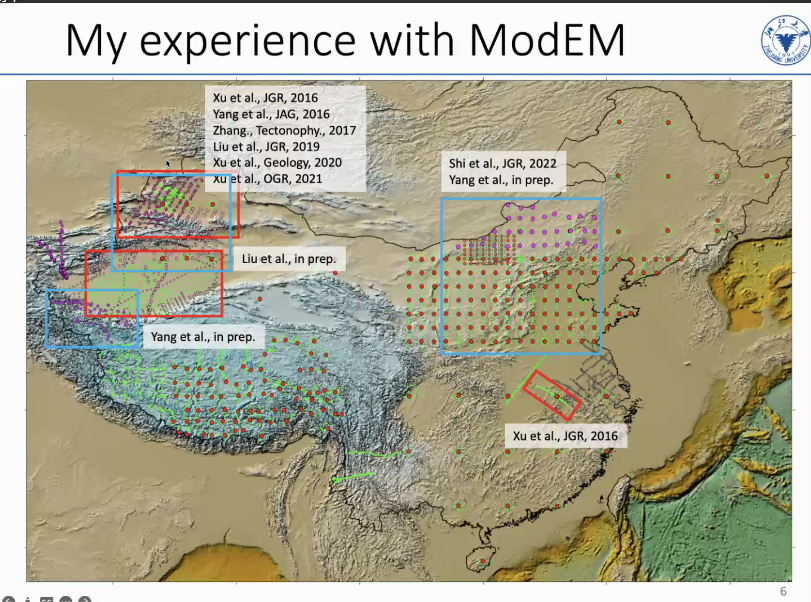 My experience with ModEM
ZHEJIANG UNIVERSITY
Xu et al., JGR, 2016
Yang et al., JAG, 2016
Zhang., Tectonophy., 2017
Liu et al., JGR, 2019
Xu et al., Geology, 2020
Xu et al., OGR, 2021
Shi et al., JGR, 2022
Yang et al., in prep.
Liu et al., in prep.
Yang et al., in prep.
Xu et al., JGR, 2016
6